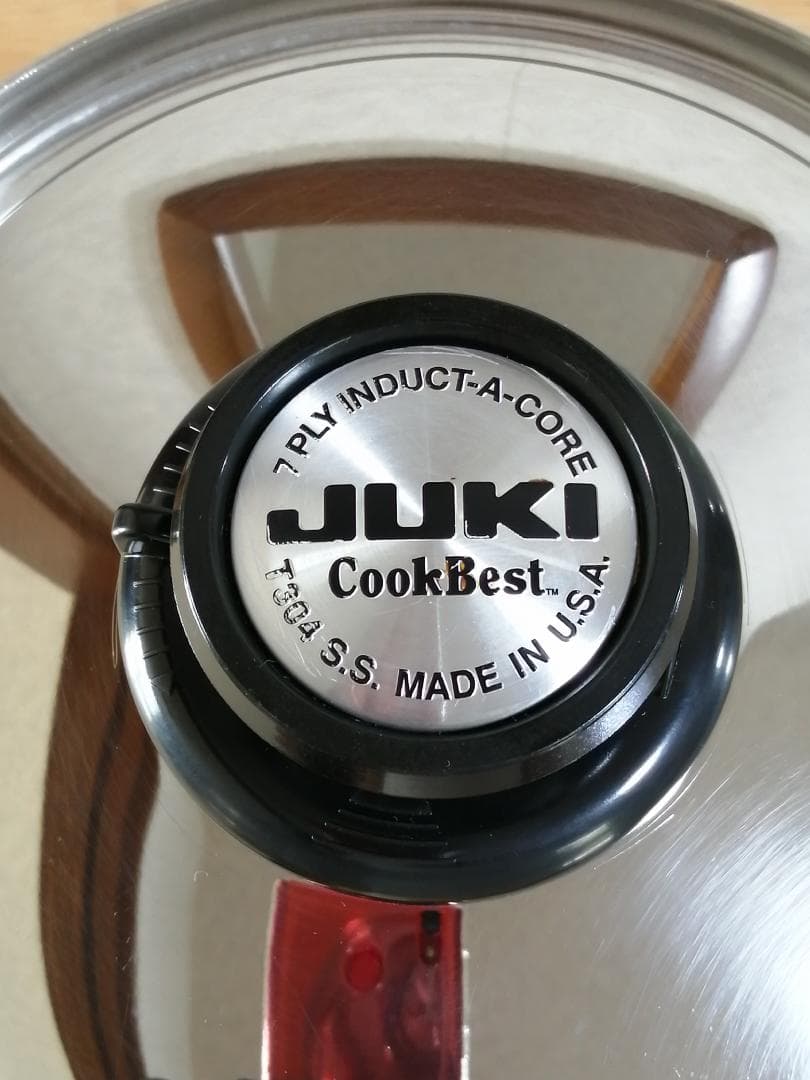 7 PLY INDUCT-A-CORE
JUKI
CookBest™
T304 S.S. MADE IN U.S.A.